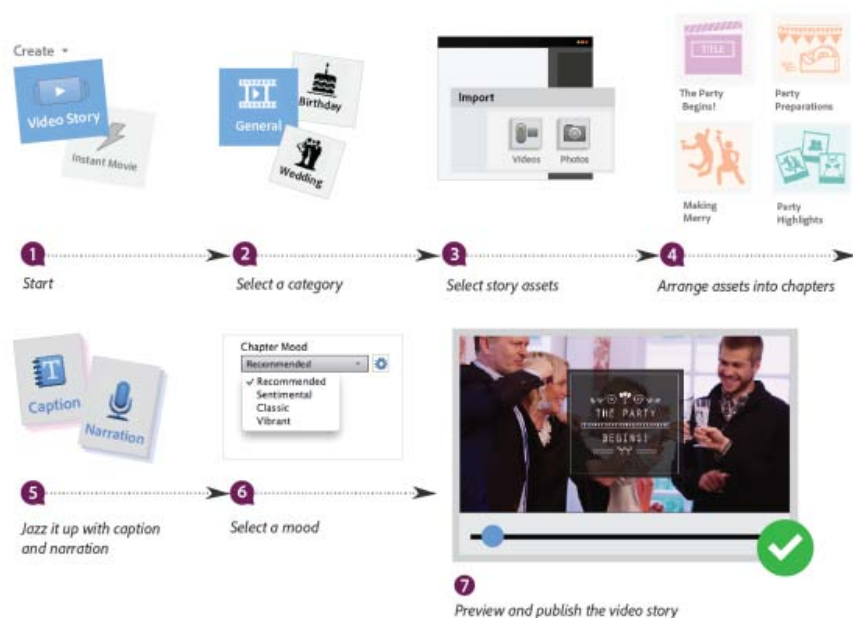 Create
Video Story
Instant Movie
General
Birthday
Wedding
Import
Videos
Photos
TITLE
The Party
Begins!
Party
Preparations
Making
Merry
Party
Highlights
1
Start
2
Select a category
3
Select story assets
4
Arrange assets into chapters
T
Caption
Narration
Chapter Mood
Recommended
✓ Recommended
Sentimental
Classic
Vibrant
THE PARTY
BEGINS!
5
Jazz it up with caption
and narration
6
Select a mood
7
Preview and publish the video story